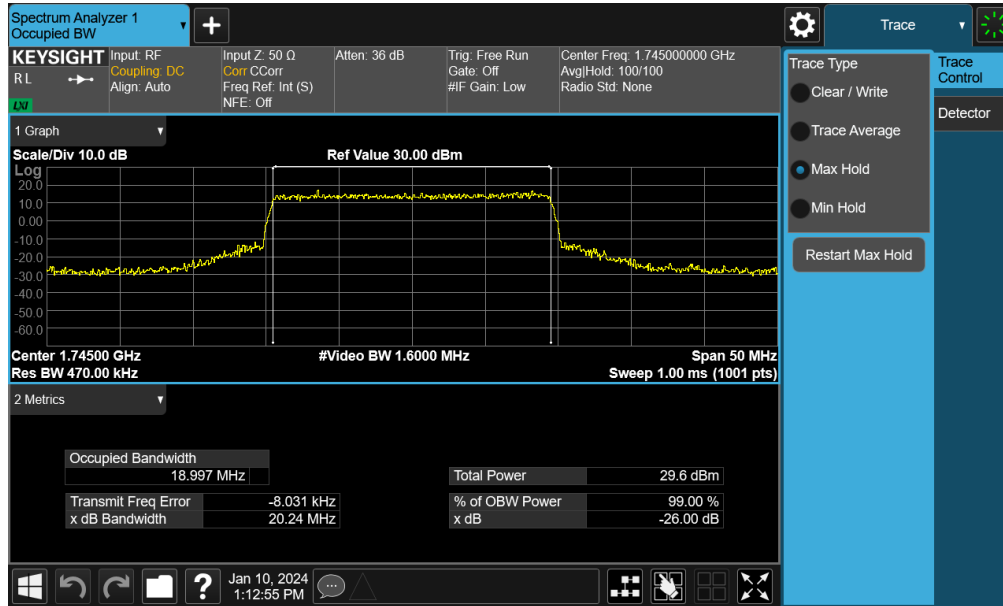 Spectrum Analyzer 1
Occupied BW
Trace
KEYSIGHT
R L
LXI
Input: RF
Coupling: DC
Align: Auto
Input Z: 50 Ω
Corr CCorr
Freq Ref: Int (S)
NFE: Off
Atten: 36 dB
Trig: Free Run
Gate: Off
#IF Gain: Low
Center Freq: 1.745000000 GHz
Avg|Hold: 100/100
Radio Std: None
Trace Type
Clear / Write
Trace Average
Max Hold
Min Hold
Restart Max Hold
Trace
Control
Detector
1 Graph
Scale/Div 10.0 dB
Ref Value 30.00 dBm
Log
20.0
10.0
0.00
-10.0
-20.0
-30.0
-40.0
-50.0
-60.0
Center 1.74500 GHz
#Video BW 1.6000 MHz
Span 50 MHz
Res BW 470.00 kHz
Sweep 1.00 ms (1001 pts)
2 Metrics
Occupied Bandwidth
18.997 MHz
Total Power 29.6 dBm
Transmit Freq Error -8.031 kHz
% of OBW Power 99.00 %
x dB Bandwidth 20.24 MHz
x dB -26.00 dB
Jan 10, 2024
1:12:55 PM